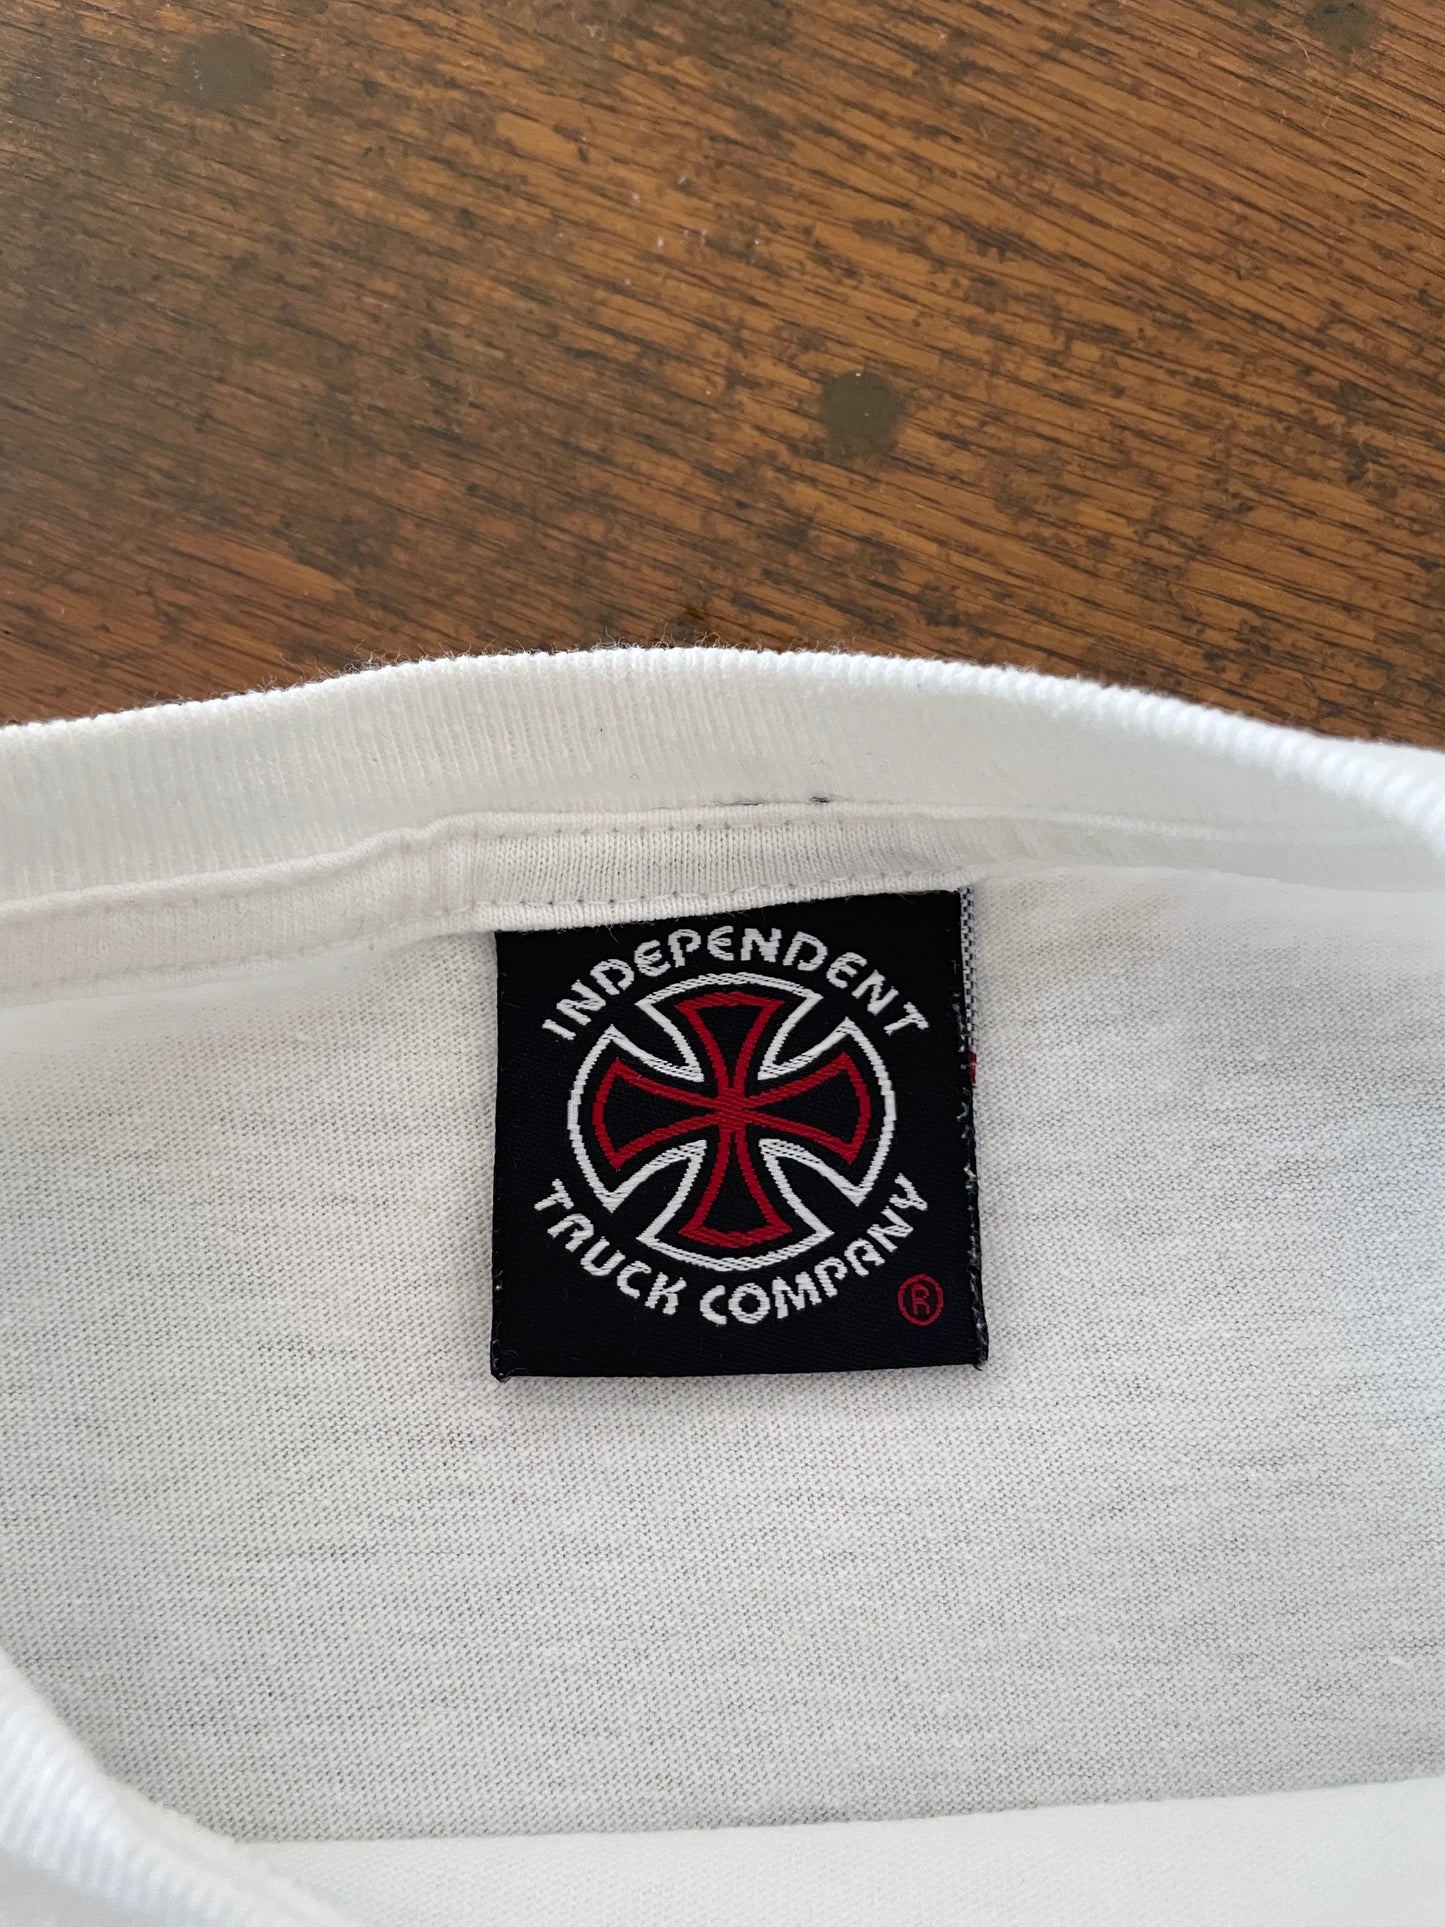 INDEPENDENT
TRUCK COMPANY
®